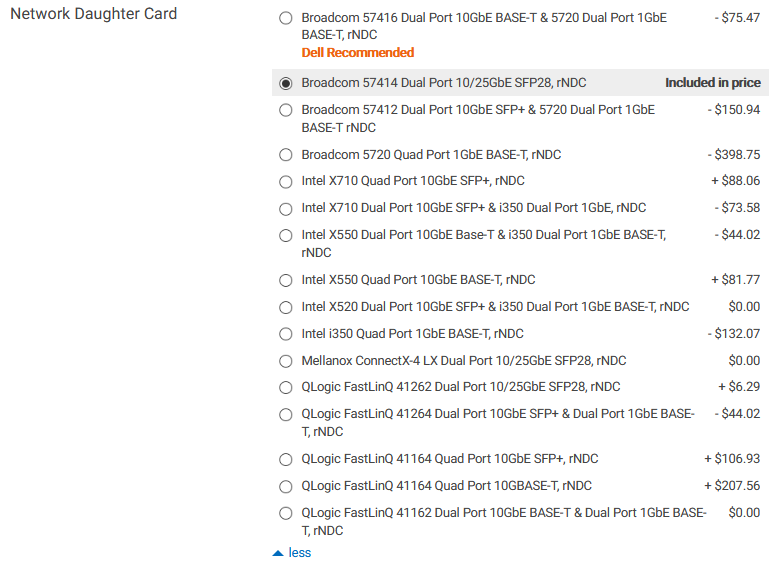 Network Daughter Card
Broadcom 57416 Dual Port 10GbE BASE-T & 5720 Dual Port 1GbE - $75.47
BASE-T, rNDC
Dell Recommended
Broadcom 57414 Dual Port 10/25GbE SFP28, rNDC Included in price
Broadcom 57412 Dual Port 10GbE SFP+ & 5720 Dual Port 1GbE - $150.94
BASE-T rNDC
Broadcom 5720 Quad Port 1GbE BASE-T, rNDC - $398.75
Intel X710 Quad Port 10GbE SFP+, rNDC + $88.06
Intel X710 Dual Port 10GbE SFP+ & i350 Dual Port 1GbE, rNDC - $73.58
Intel X550 Dual Port 10GbE Base-T & i350 Dual Port 1GbE BASE-T, - $44.02
rNDC
Intel X550 Quad Port 10GbE BASE-T, rNDC + $81.77
Intel X520 Dual Port 10GbE SFP+ & i350 Dual Port 1GbE BASE-T, rNDC $0.00
Intel i350 Quad Port 1GbE BASE-T, rNDC - $132.07
Mellanox ConnectX-4 LX Dual Port 10/25GbE SFP28, rNDC $0.00
QLogic FastLinQ 41262 Dual Port 10/25GbE SFP28, rNDC + $6.29
QLogic FastLinQ 41264 Dual Port 10GbE SFP+ & Dual Port 1GbE BASE- - $44.02
T, rNDC
QLogic FastLinQ 41164 Quad Port 10GbE SFP+, rNDC + $106.93
QLogic FastLinQ 41164 Quad Port 10GBASE-T, rNDC + $207.56
QLogic FastLinQ 41162 Dual Port 10GbE BASE-T & Dual Port 1GbE BASE- $0.00
T, rNDC
less